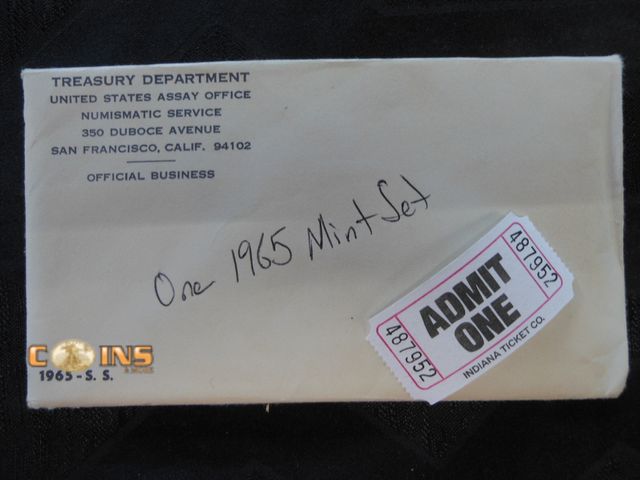 TREASURY DEPARTMENT
UNITED STATES ASSAY OFFICE
NUMISMATIC SERVICE
350 DUBOCE AVENUE
SAN FRANCISCO, CALIF. 94102
OFFICIAL BUSINESS
One 1965 Mint Set
487952
ADMIT
ONE
INDIANA TICKET CO.
487952
COINS
& MORE
1965-S. S.